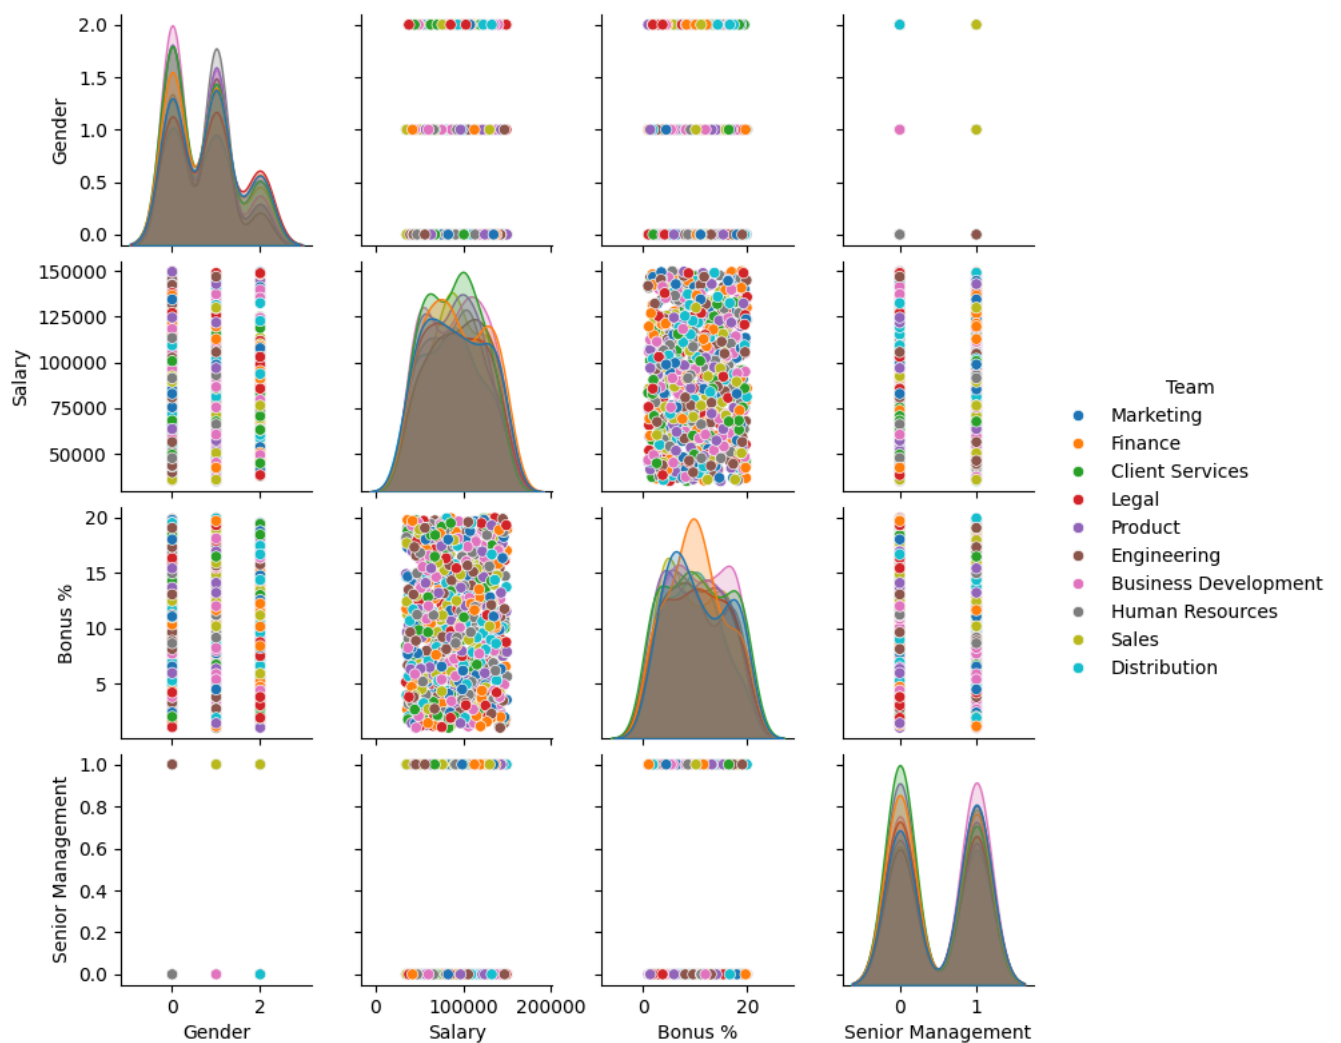 2.0
1.5
1.0
0.5
0.0
Gender
150000
125000
100000
75000
50000
Salary
20
15
10
5
Bonus %
1.0
0.8
0.6
0.4
0.2
0.0
Senior Management
0 2
Gender
0 100000 200000
Salary
0 20
Bonus %
0 1
Senior Management
Team
Marketing
Finance
Client Services
Legal
Product
Engineering
Business Development
Human Resources
Sales
Distribution